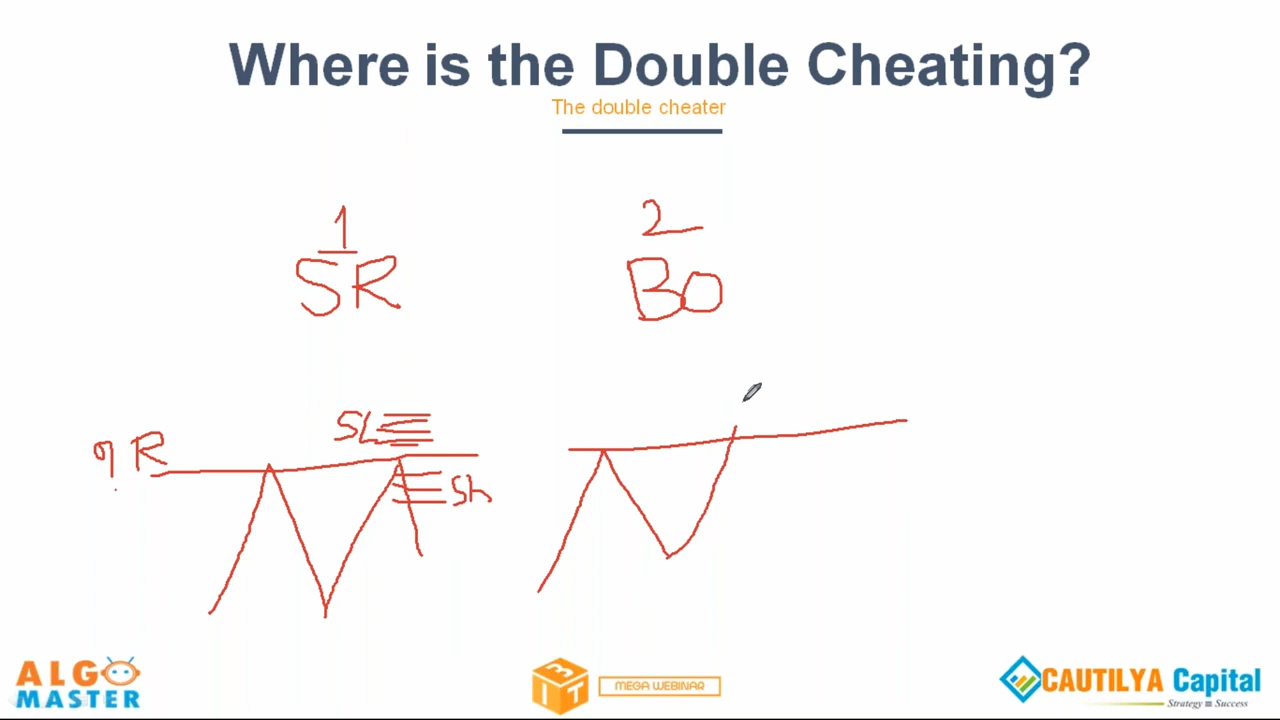 Where is the Double Cheating?
The double cheater
1
SR
2
BO
SL
R
Sh
ALGO
MASTER
BIT
MEGA WEBINAR
CAUTILYA Capital
Strategy = Success